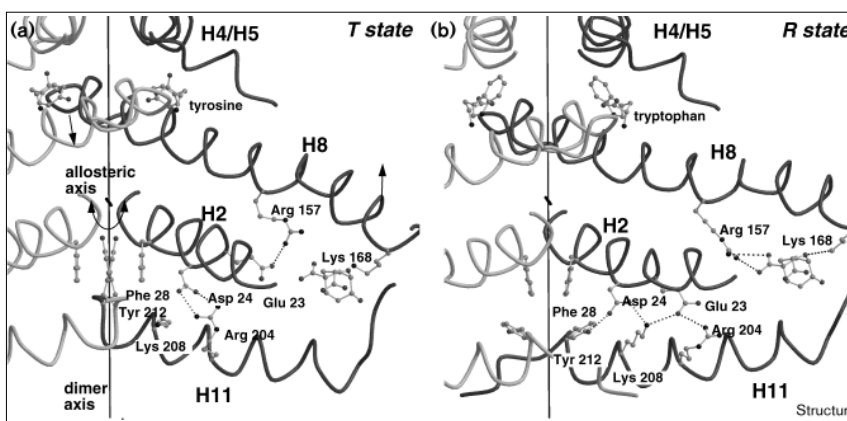 (a)
H4/H5
T state
tyrosine
allosteric
axis
H8
H2
Arg 157
Lys 168
Phe 28
Asp 24
Glu 23
Tyr 212
Arg 204
Lys 208
dimer
axis
H11
(b)
H4/H5
R state
tryptophan
H8
H2
Arg 157
Lys 168
Phe 28
Asp 24
Glu 23
Arg 204
Tyr 212
Lys 208
H11
Structur